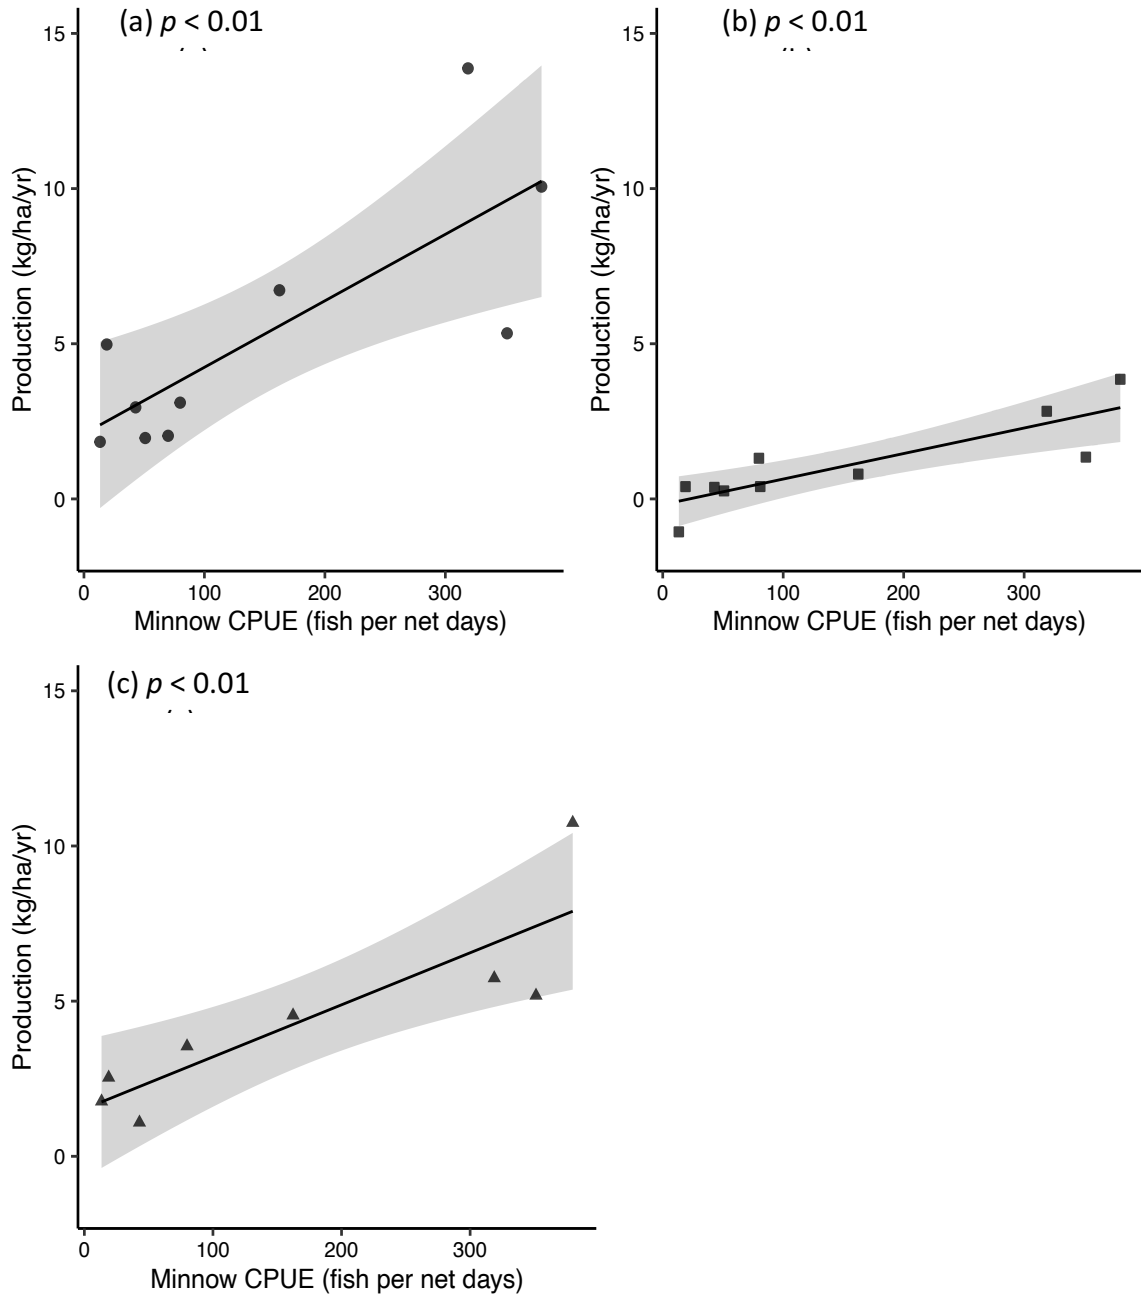 (a) p < 0.01
15
10
5
0
Production (kg/ha/yr)
0 100 200 300
Minnow CPUE (fish per net days)
(b) p < 0.01
15
10
5
0
Production (kg/ha/yr)
0 100 200 300
Minnow CPUE (fish per net days)
(c) p < 0.01
15
10
5
0
Production (kg/ha/yr)
0 100 200 300
Minnow CPUE (fish per net days)